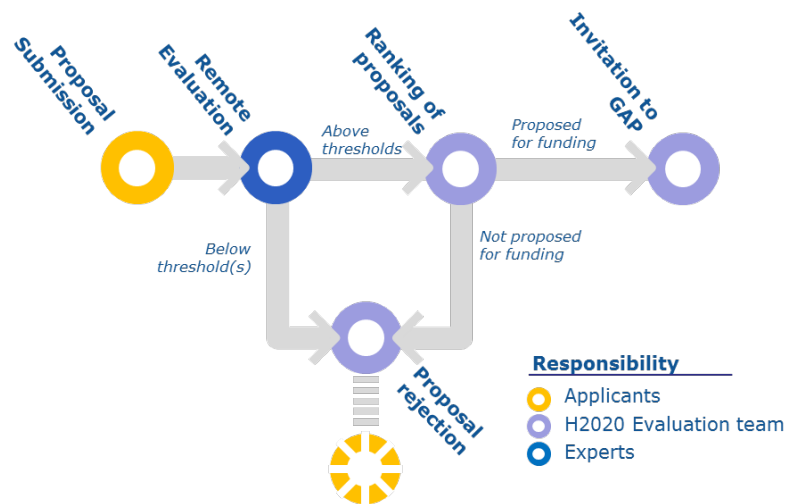 Proposal
Submission
Remote
Evaluation
Ranking of
proposals
Invitation to
GAP
Above
thresholds
Proposed
for funding
Below
threshold(s)
Not proposed
for funding
Proposal
rejection
Responsibility
Applicants
H2020 Evaluation team
Experts